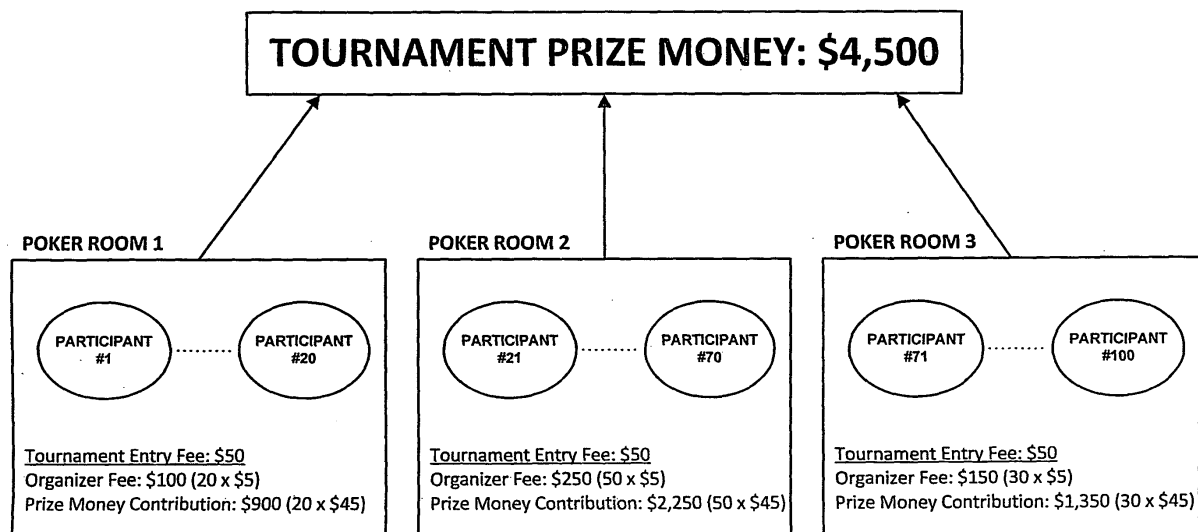 TOURNAMENT PRIZE MONEY: $4,500
POKER ROOM 1
PARTICIPANT
#1
PARTICIPANT
#20
Tournament Entry Fee: $50
Organizer Fee: $100 (20 x $5)
Prize Money Contribution: $900 (20 x $45)
POKER ROOM 2
PARTICIPANT
#21
PARTICIPANT
#70
Tournament Entry Fee: $50
Organizer Fee: $250 (50 x $5)
Prize Money Contribution: $2,250 (50 x $45)
POKER ROOM 3
PARTICIPANT
#71
PARTICIPANT
#100
Tournament Entry Fee: $50
Organizer Fee: $150 (30 x $5)
Prize Money Contribution: $1,350 (30 x $45)